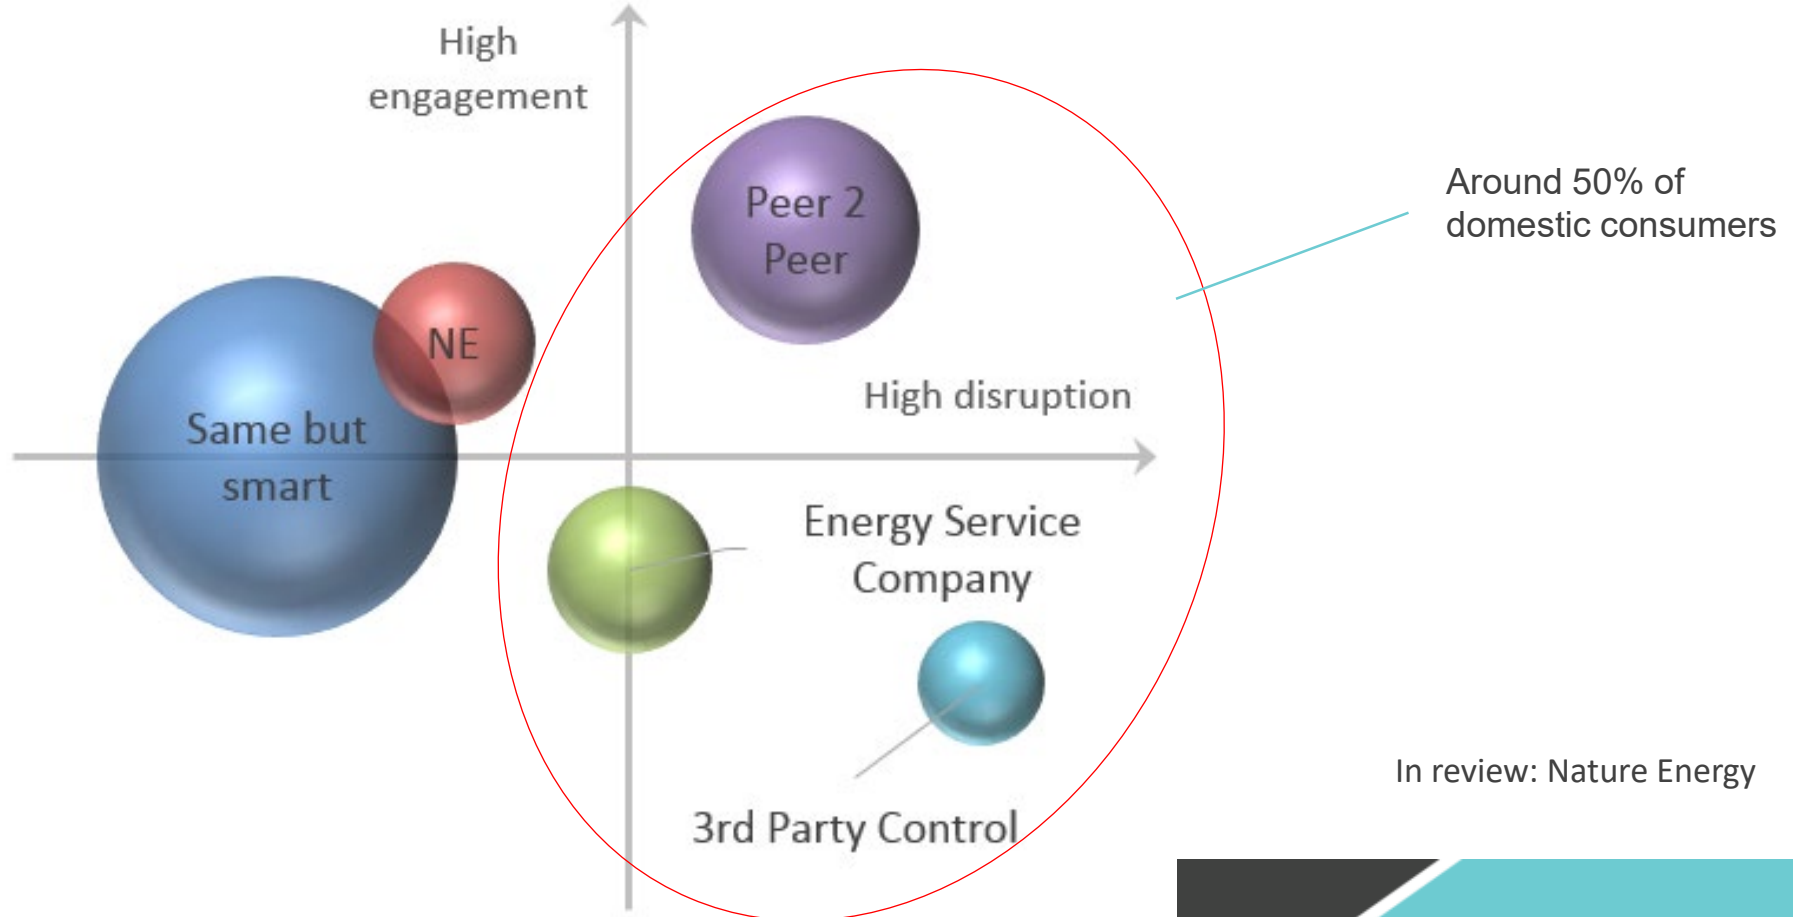 High
engagement
Peer 2
Peer
Around 50% of
domestic consumers
NE
High disruption
Same but
smart
Energy Service
Company
In review: Nature Energy
3rd Party Control